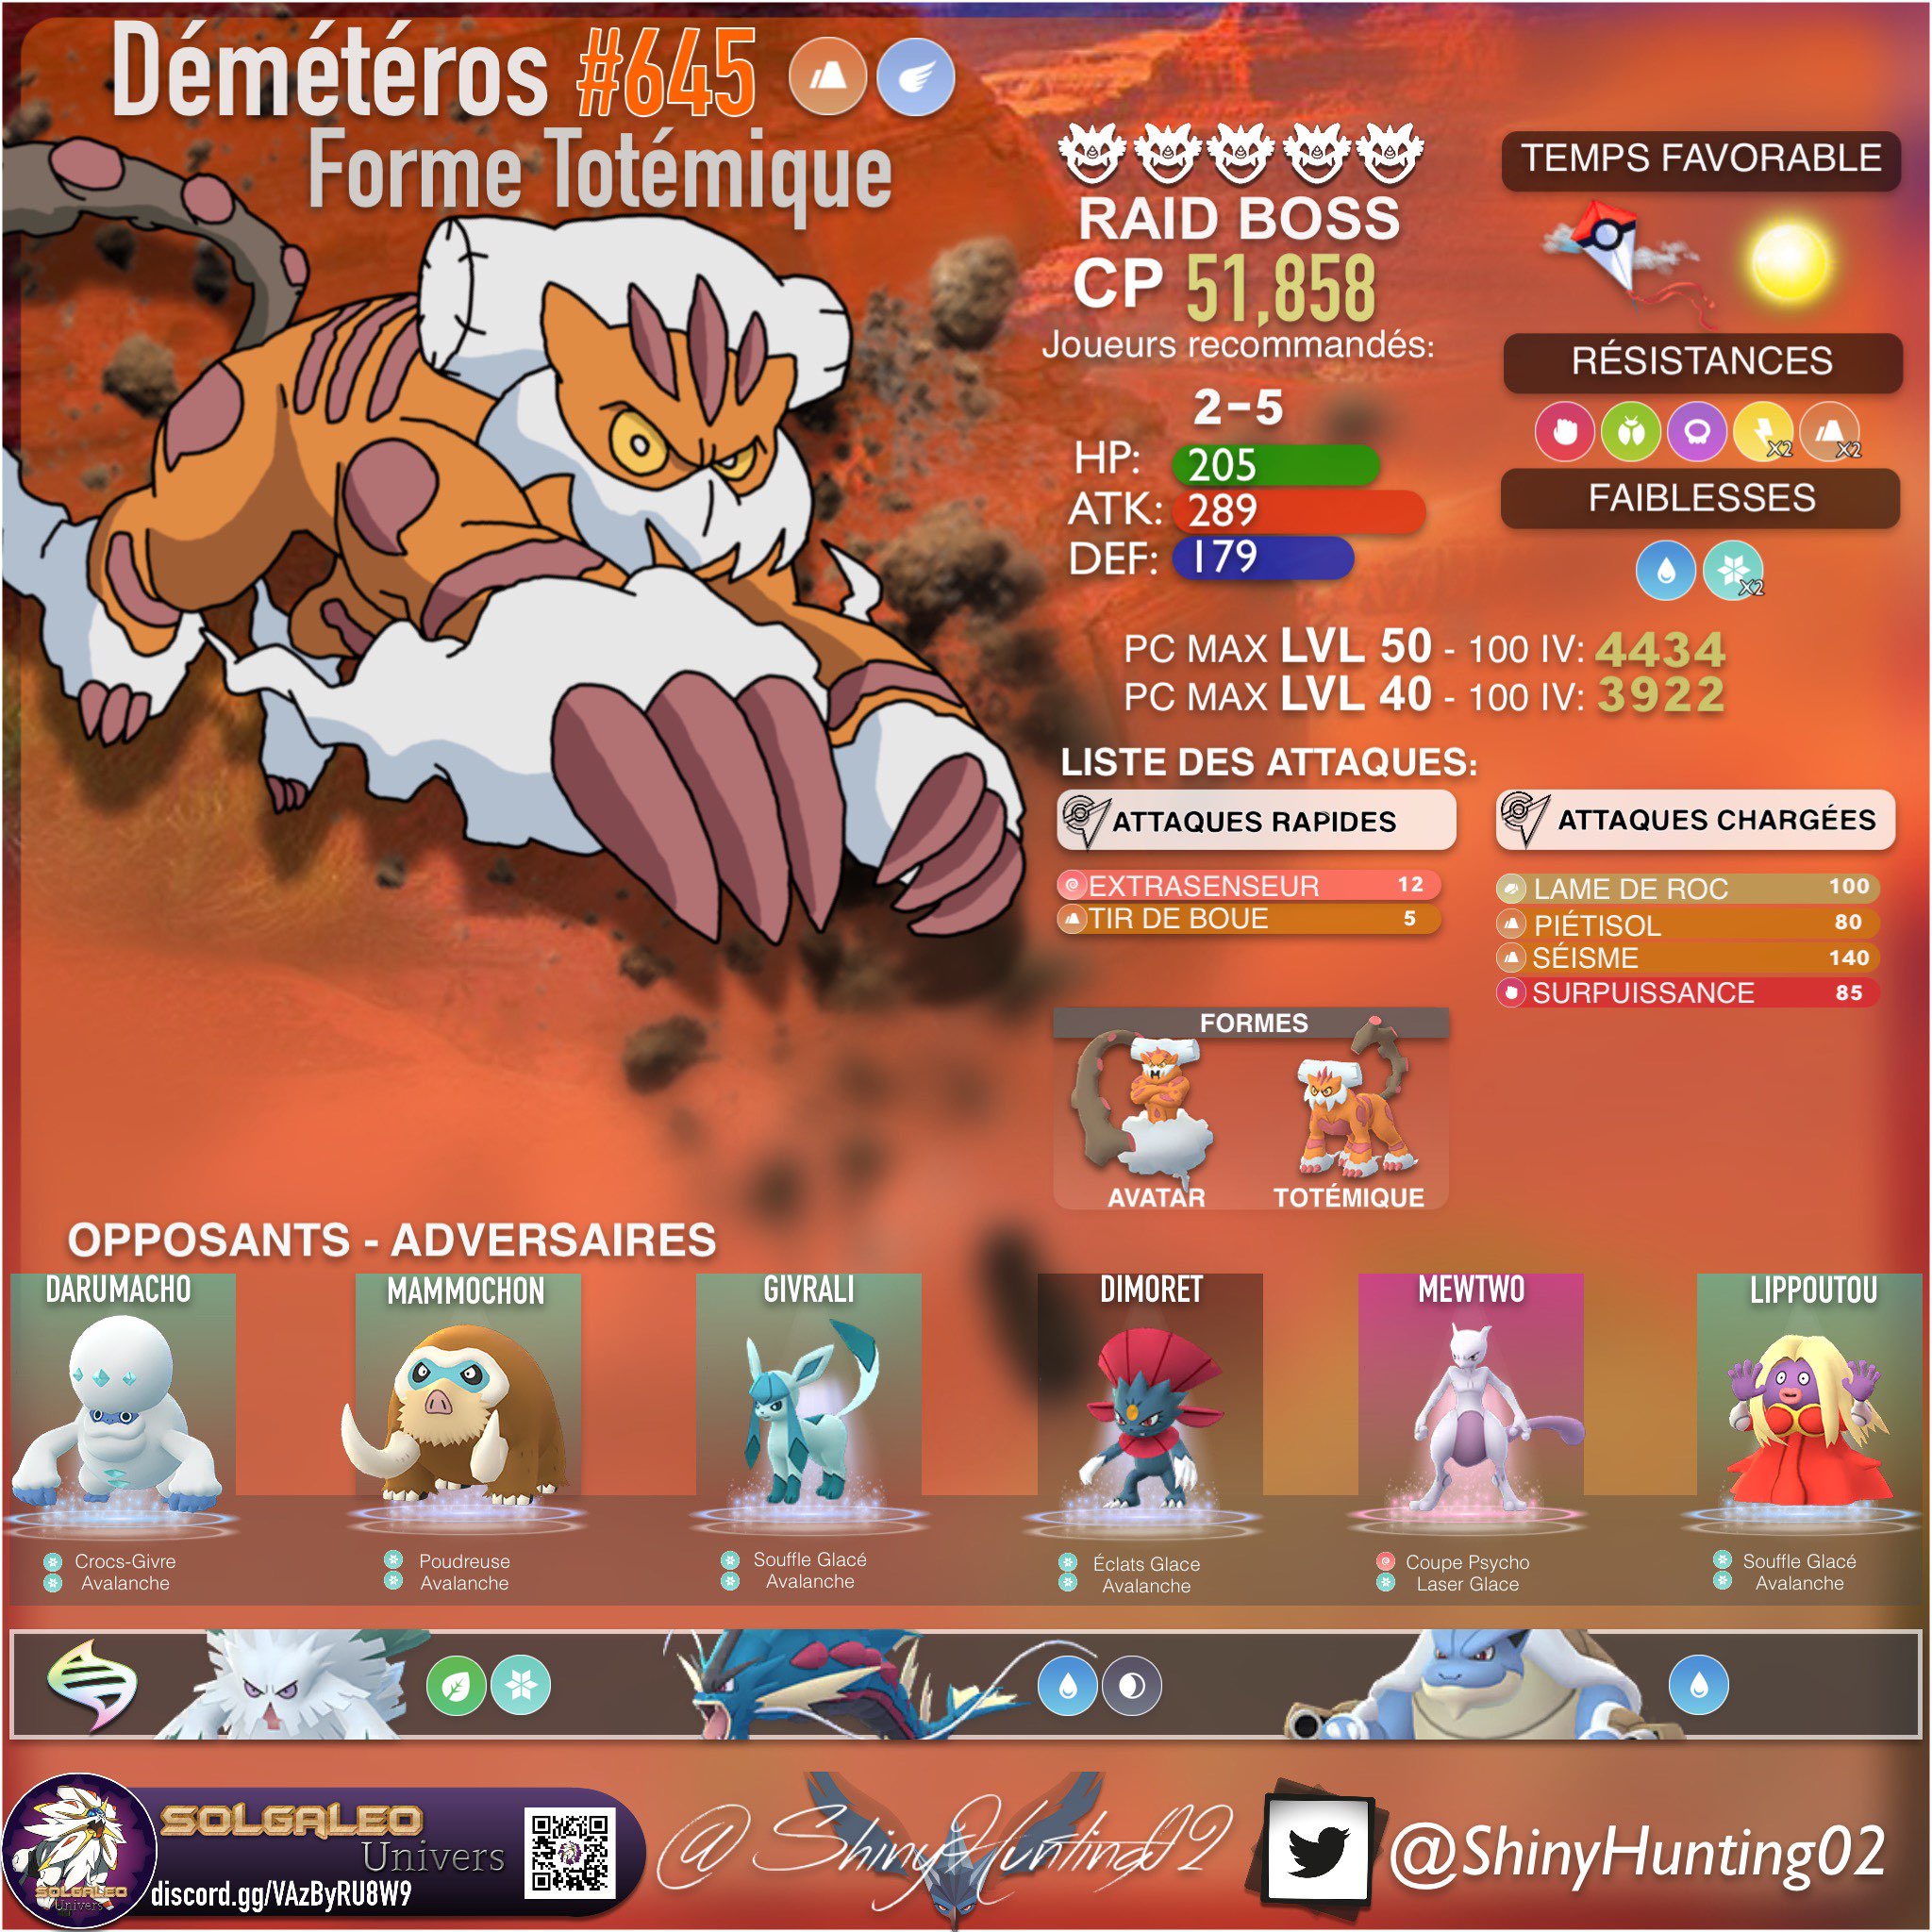 Démétéros #645
Forme Totémique
RAID BOSS
CP 51,858
Joueurs recommandés:
2-5
HP: 205
ATK: 289
DEF: 179
TEMPS FAVORABLE
RÉSISTANCES
X2 X2
FAIBLESSES
X2
PC MAX LVL 50 - 100 IV: 4434
PC MAX LVL 40 - 100 IV: 3922
LISTE DES ATTAQUES:
ATTAQUES RAPIDES
EXTRASENSEUR 12
TIR DE BOUE 5
ATTAQUES CHARGÉES
LAME DE ROC 100
PIÉTISOL 80
SÉISME 140
SURPUISSANCE 85
FORMES
AVATAR TOTÉMIQUE
OPPOSANTS - ADVERSAIRES
DARUMACHO
Crocs-Givre
Avalanche
MAMMOCHON
Poudreuse
Avalanche
GIVRALI
Souffle Glacé
Avalanche
DIMORET
Éclats Glace
Avalanche
MEWTWO
Coupe Psycho
Laser Glace
LIPPOUTOU
Souffle Glacé
Avalanche
SOLGALEO
Univers
SOLGALEO
Univers
discord.gg/VAzByRU8W9
@ShinyHunting02
@ShinyHunting02